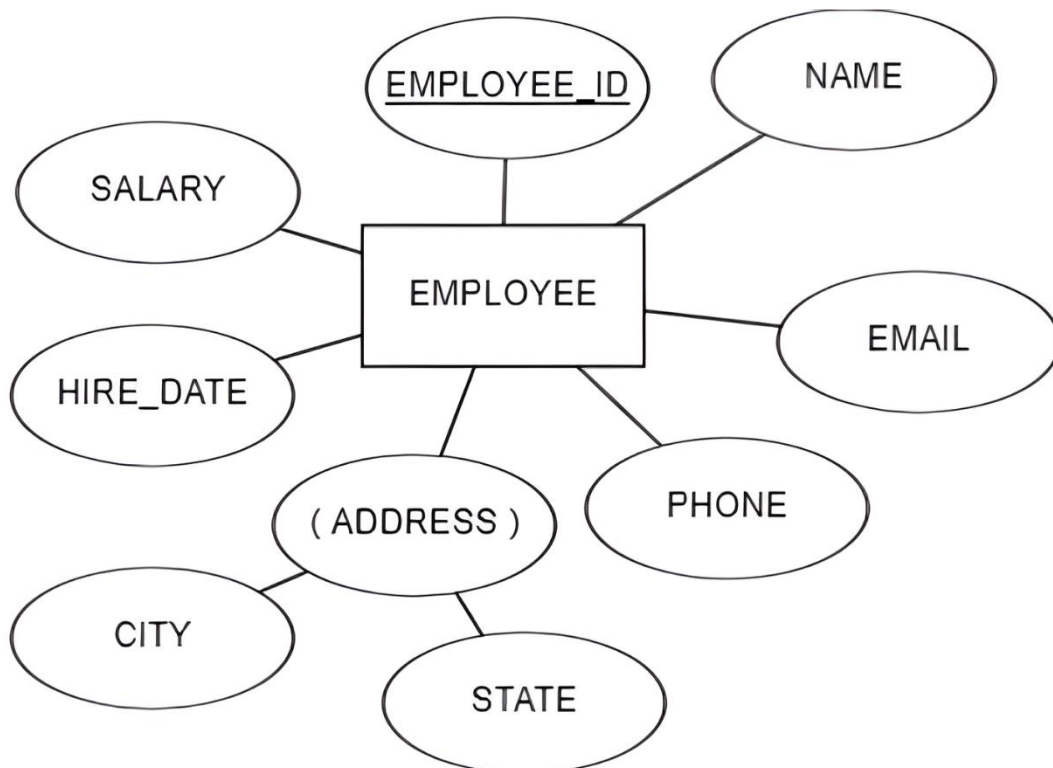 EMPLOYEE_ID
NAME
SALARY
EMPLOYEE
EMAIL
HIRE_DATE
( ADDRESS )
PHONE
CITY
STATE